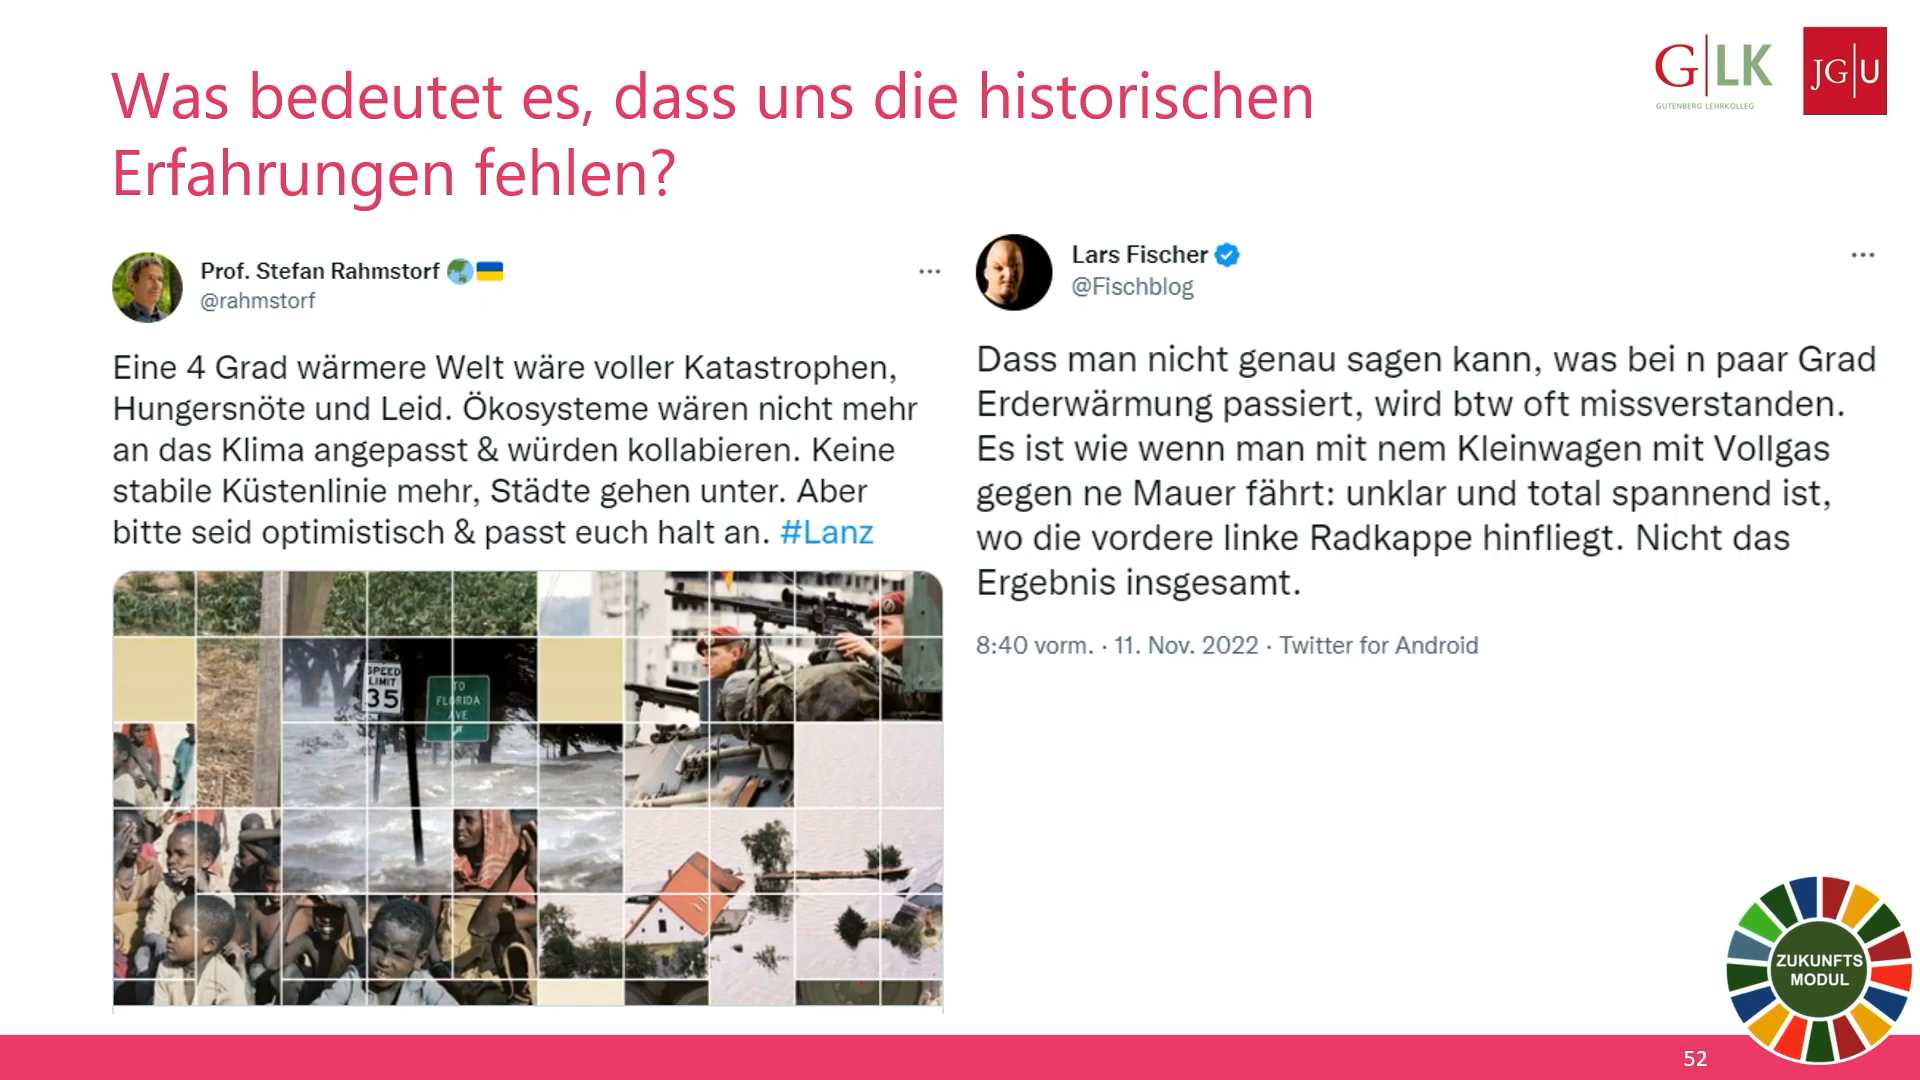 Was bedeutet es, dass uns die historischen
Erfahrungen fehlen?
G LK
GUTENBERG LEHRKOLLEG
JG U
Prof. Stefan Rahmstorf
@rahmstorf
Eine 4 Grad wärmere Welt wäre voller Katastrophen,
Hungersnöte und Leid. Ökosysteme wären nicht mehr
an das Klima angepasst & würden kollabieren. Keine
stabile Küstenlinie mehr, Städte gehen unter. Aber
bitte seid optimistisch & passt euch halt an. #Lanz
SPEED
LIMIT
35
TO
FLORIDA
AVE
Lars Fischer
@Fischblog
Dass man nicht genau sagen kann, was bei n paar Grad
Erderwärmung passiert, wird btw oft missverstanden.
Es ist wie wenn man mit nem Kleinwagen mit Vollgas
gegen ne Mauer fährt: unklar und total spannend ist,
wo die vordere linke Radkappe hinfliegt. Nicht das
Ergebnis insgesamt.
8:40 vorm. · 11. Nov. 2022 · Twitter for Android
ZUKUNFTS
MODUL
52